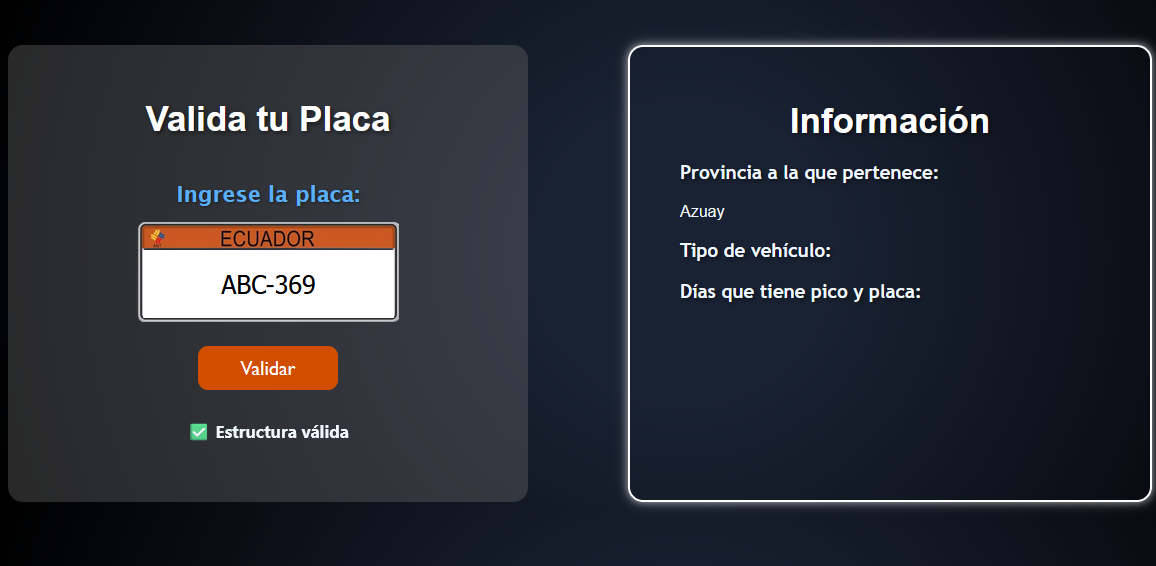 Valida tu Placa
Ingrese la placa:
ANT
ECUADOR
ABC-369
Validar
Estructura válida
Información
Provincia a la que pertenece:
Azuay
Tipo de vehículo:
Días que tiene pico y placa: